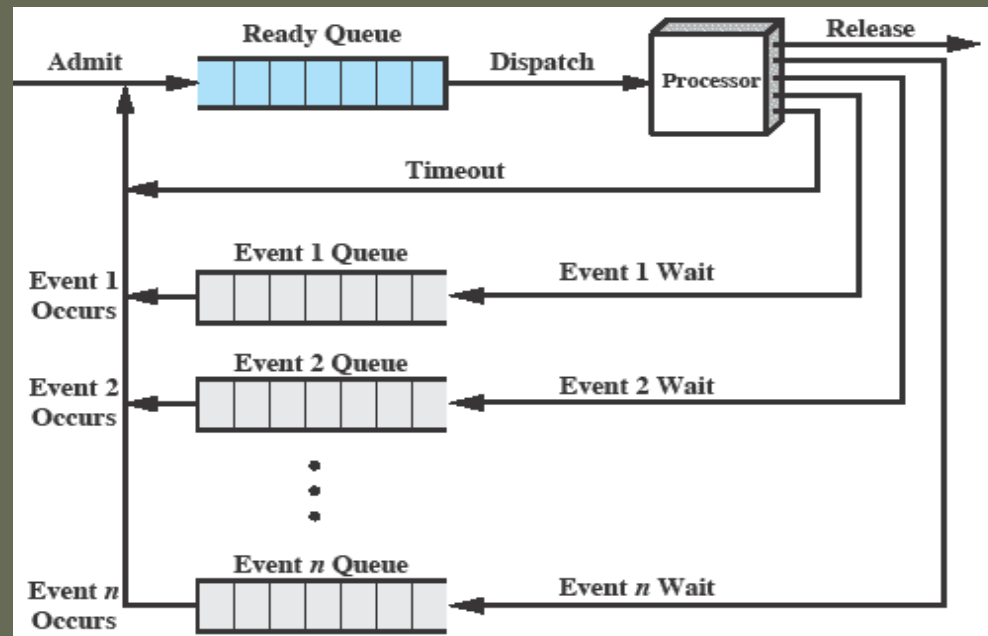 Ready Queue
Release
Admit
Dispatch
Processor
Timeout
Event 1 Queue
Event 1 Wait
Event 1
Occurs
Event 2 Queue
Event 2 Wait
Event 2
Occurs
Event n Queue
Event n Wait
Event n
Occurs